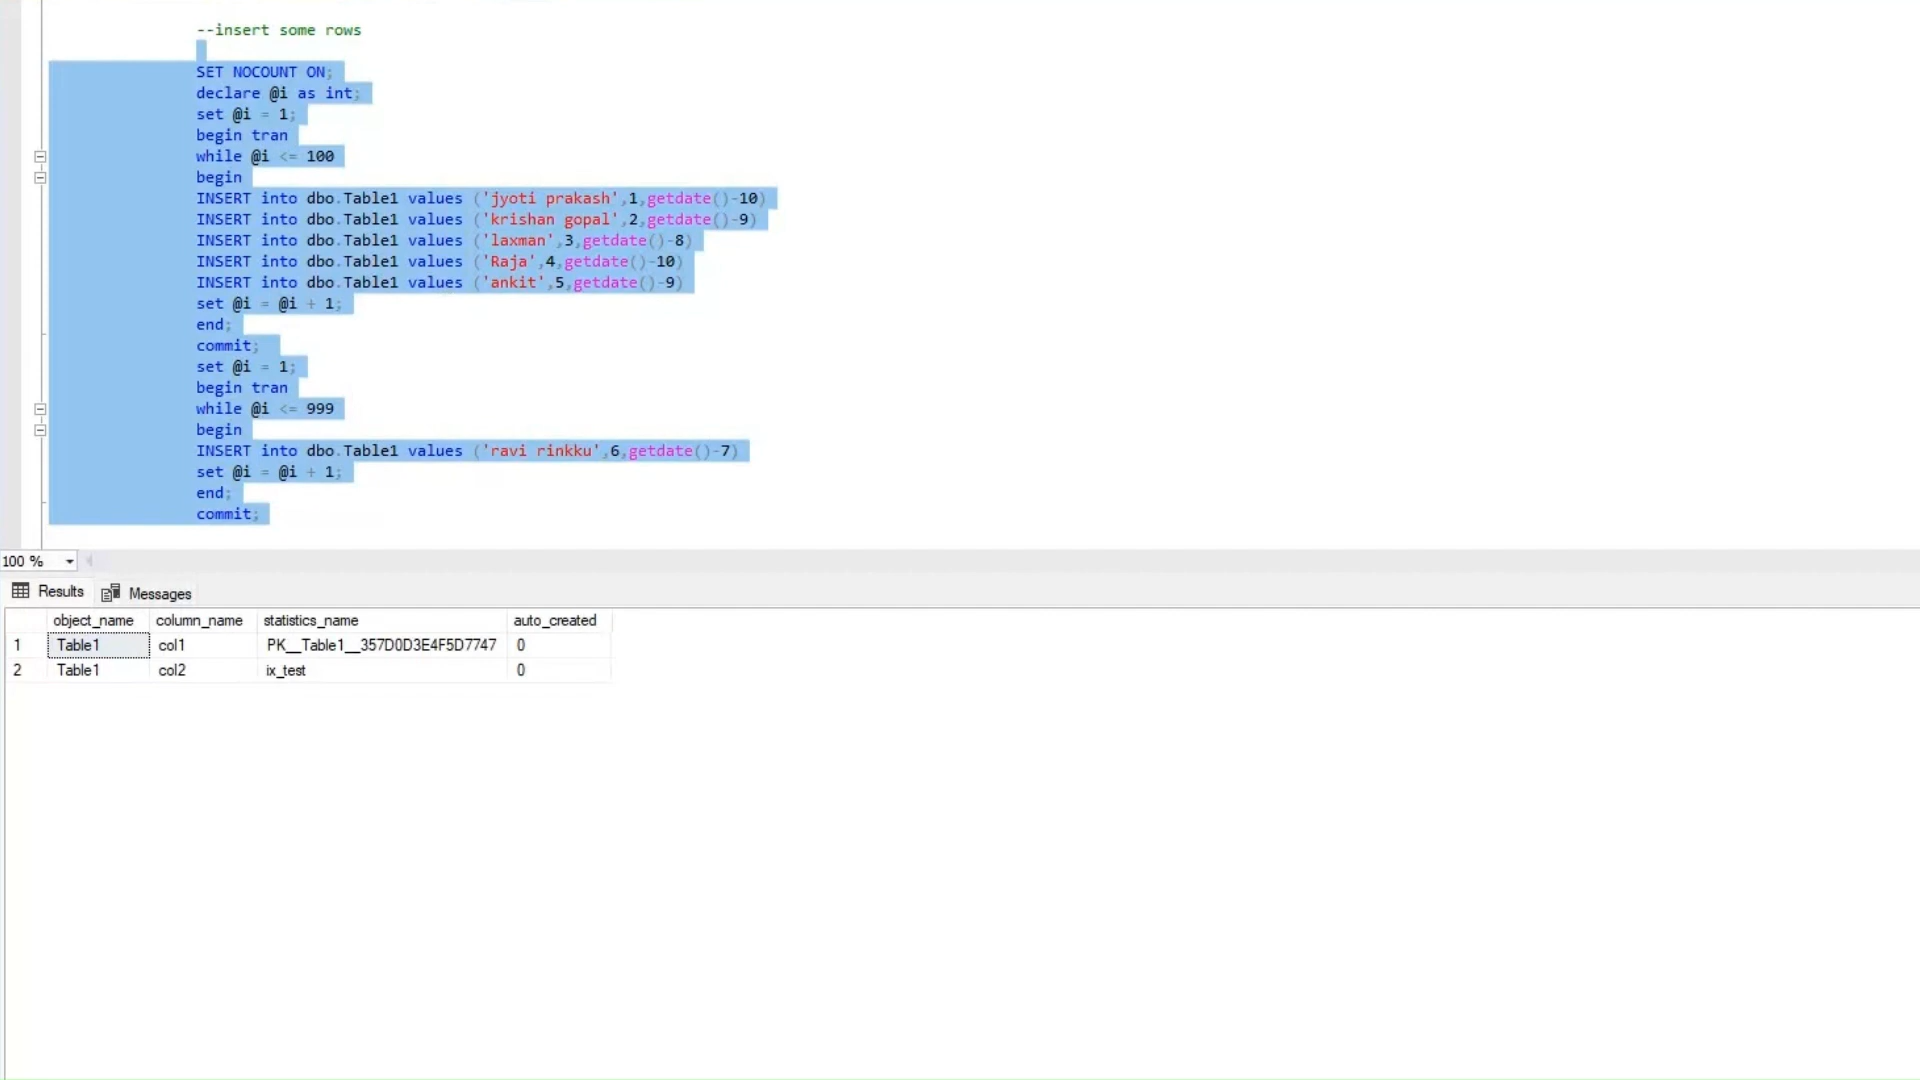 --insert some rows
SET NOCOUNT ON;
declare @i as int;
set @i = 1;
begin tran
while @i <= 100
begin
INSERT into dbo.Table1 values ('jyoti prakash',1,getdate()-10)
INSERT into dbo.Table1 values ('krishan gopal',2,getdate()-9)
INSERT into dbo.Table1 values ('laxman',3,getdate()-8)
INSERT into dbo.Table1 values ('Raja',4,getdate()-10)
INSERT into dbo.Table1 values ('ankit',5,getdate()-9)
set @i = @i + 1;
end;
commit;
set @i = 1;
begin tran
while @i <= 999
begin
INSERT into dbo.Table1 values ('ravi rinkku',6,getdate()-7)
set @i = @i + 1;
end;
commit;
100 %
Results Messages
object_name column_name statistics_name auto_created
1 Table1 col1 PK__Table1__357D0D3E4F5D7747 0
2 Table1 col2 ix_test 0